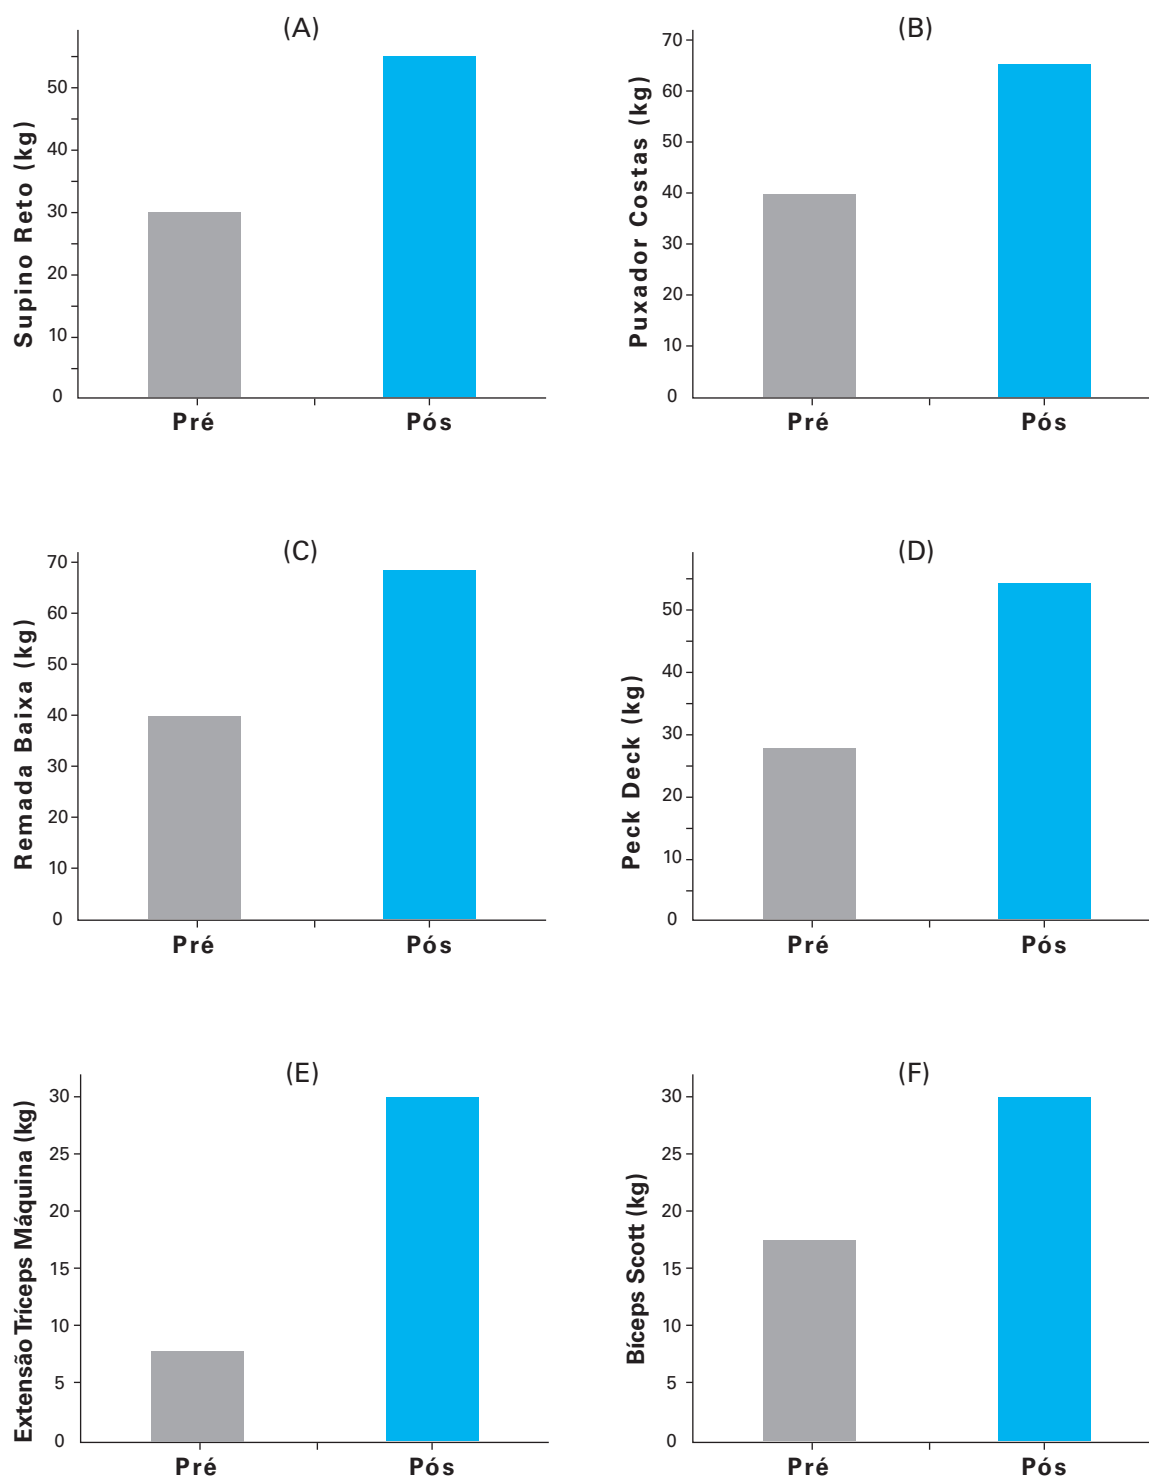 (A)
Supino Reto (kg)
50
40
30
20
10
0
Pré
Pós
(B)
Puxador Costas (kg)
70
60
50
40
30
20
10
0
Pré
Pós
(C)
Remada Baixa (kg)
70
60
50
40
30
20
10
0
Pré
Pós
(D)
Peck Deck (kg)
50
40
30
20
10
0
Pré
Pós
(E)
Extensão Tríceps Máquina (kg)
30
25
20
15
10
5
0
Pré
Pós
(F)
Bíceps Scott (kg)
30
25
20
15
10
5
0
Pré
Pós